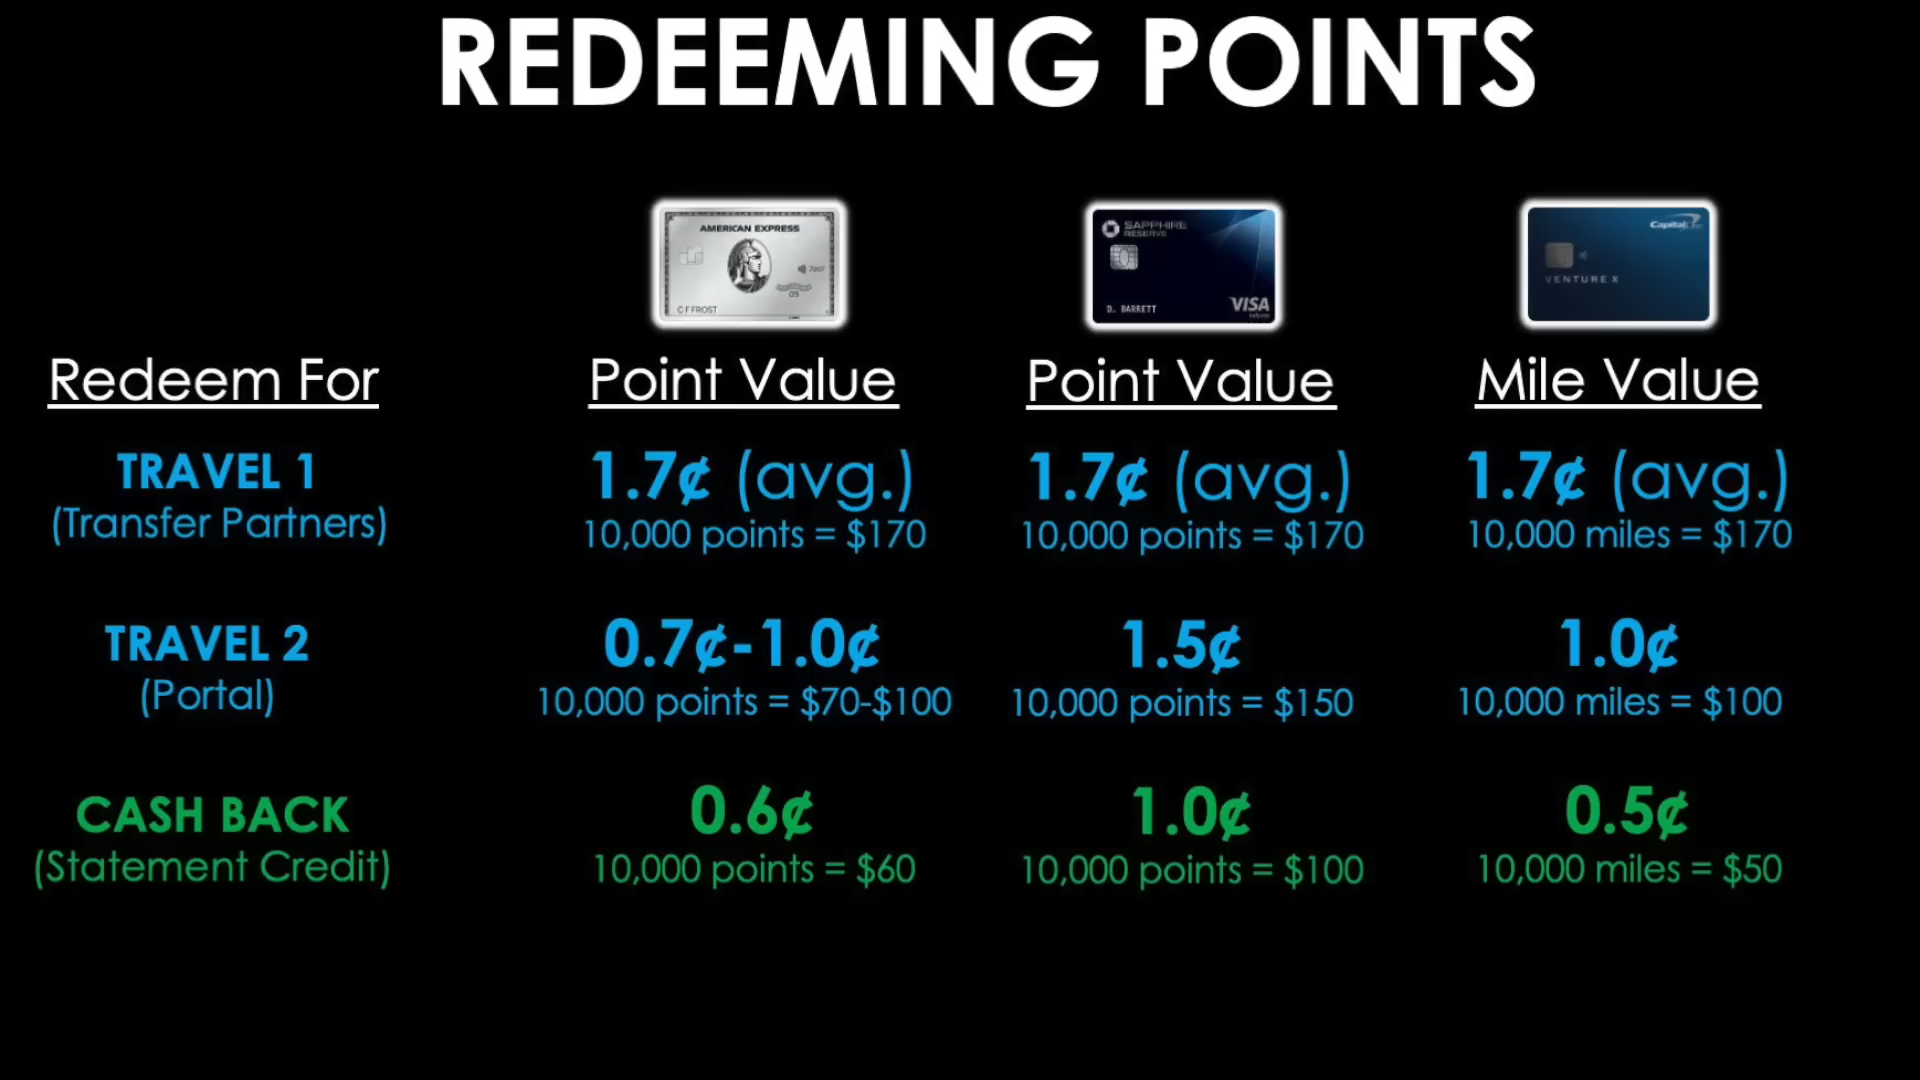 REDEEMING POINTS
AMERICAN EXPRESS
C F FROST
SAPPHIRE
RESERVE
D. BARRETT
VISA
Capital
VENTURE X
Redeem For
Point Value
Point Value
Mile Value
TRAVEL 1
(Transfer Partners)
1.7¢ (avg.)
10,000 points = $170
1.7¢ (avg.)
10,000 points = $170
1.7¢ (avg.)
10,000 miles = $170
TRAVEL 2
(Portal)
0.7¢-1.0¢
10,000 points = $70-$100
1.5¢
10,000 points = $150
1.0¢
10,000 miles = $100
CASH BACK
(Statement Credit)
0.6¢
10,000 points = $60
1.0¢
10,000 points = $100
0.5¢
10,000 miles = $50